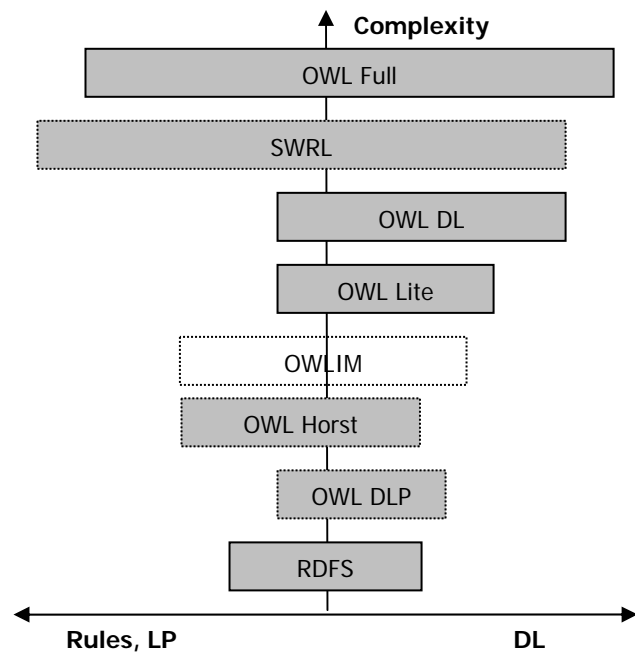 Complexity
OWL Full
SWRL
OWL DL
OWL Lite
OWLIM
OWL Horst
OWL DLP
RDFS
Rules, LP
DL